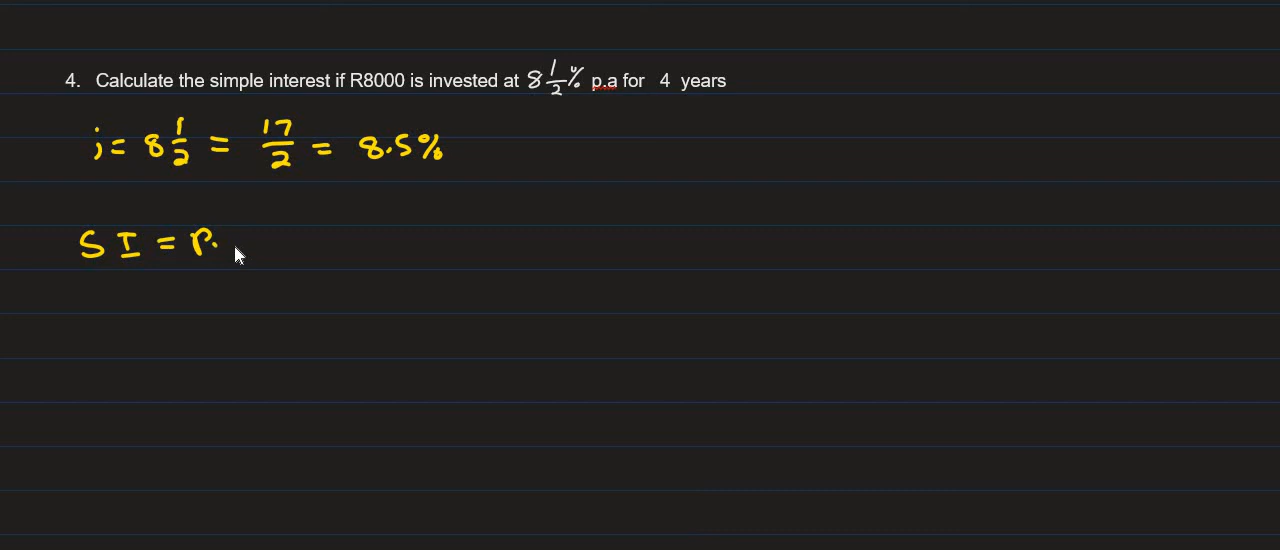 4. Calculate the simple interest if R8000 is invested at 8 1/2 % p.a for 4 years
i = 8 1/2 = 17/2 = 8.5%
SI = P.